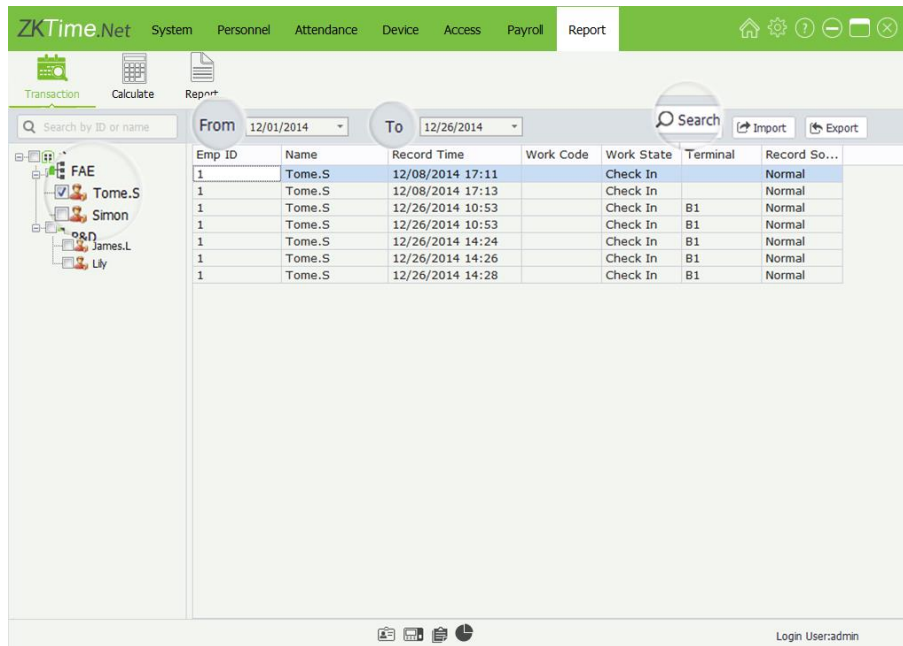 ZKTime.Net System Personnel Attendance Device Access Payroll Report
Transaction Calculate Report
Search by ID or name From 12/01/2014 To 12/26/2014 Search Import Export
Emp ID Name Record Time Work Code Work State Terminal Record So...
1 Tome.S 12/08/2014 17:11 Check In Normal
1 Tome.S 12/08/2014 17:13 Check In Normal
1 Tome.S 12/26/2014 10:53 Check In B1 Normal
1 Tome.S 12/26/2014 10:53 Check In B1 Normal
1 Tome.S 12/26/2014 14:24 Check In B1 Normal
1 Tome.S 12/26/2014 14:26 Check In B1 Normal
1 Tome.S 12/26/2014 14:28 Check In B1 Normal
FAE
Tome.S
Simon
R&D
James.L
Lily
Login User:admin